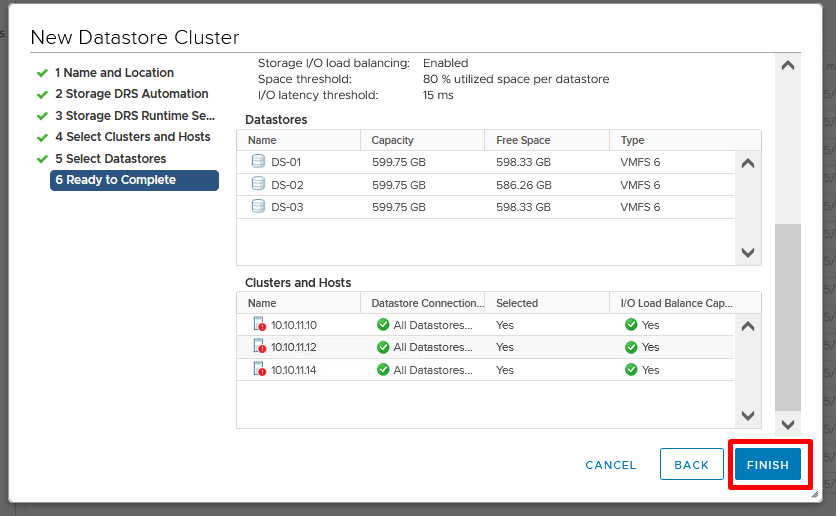 New Datastore Cluster
1 Name and Location
2 Storage DRS Automation
3 Storage DRS Runtime Se...
4 Select Clusters and Hosts
5 Select Datastores
6 Ready to Complete
Storage I/O load balancing: Enabled
Space threshold: 80 % utilized space per datastore
I/O latency threshold: 15 ms
Datastores
Name Capacity Free Space Type
DS-01 599.75 GB 598.33 GB VMFS 6
DS-02 599.75 GB 586.26 GB VMFS 6
DS-03 599.75 GB 598.33 GB VMFS 6
Clusters and Hosts
Name Datastore Connection... Selected I/O Load Balance Cap...
10.10.11.10 All Datastores... Yes Yes
10.10.11.12 All Datastores... Yes Yes
10.10.11.14 All Datastores... Yes Yes
CANCEL BACK FINISH